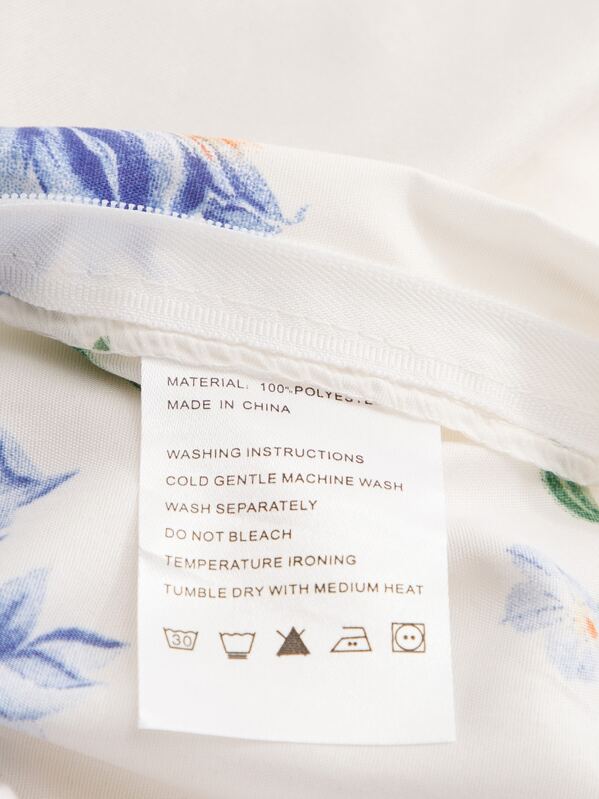 MATERIAL: 100%POLYESTE
MADE IN CHINA
WASHING INSTRUCTIONS
COLD GENTLE MACHINE WASH
WASH SEPARATELY
DO NOT BLEACH
TEMPERATURE IRONING
TUMBLE DRY WITH MEDIUM HEAT
30